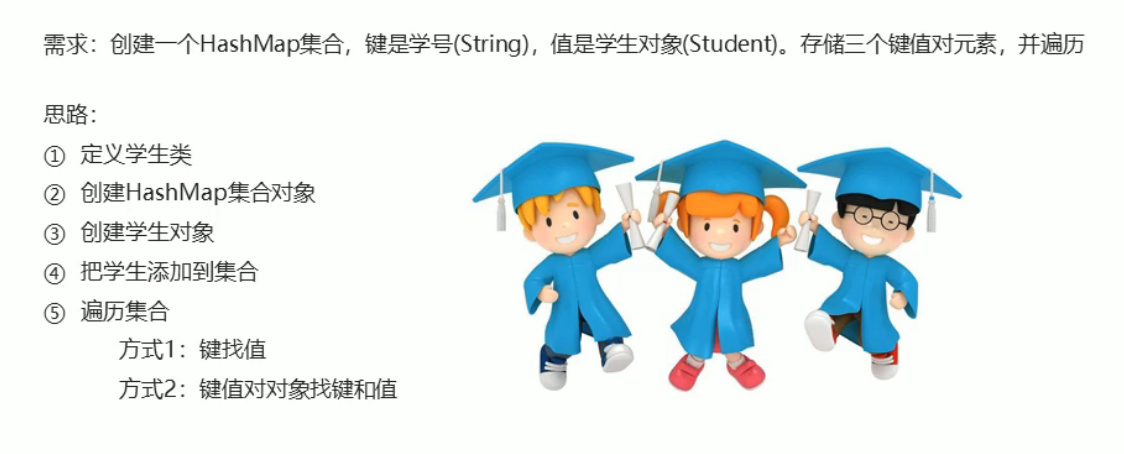 需求：创建一个HashMap集合，键是学号(String)，值是学生对象(Student)。存储三个键值对元素，并遍历
思路：
① 定义学生类
② 创建HashMap集合对象
③ 创建学生对象
④ 把学生添加到集合
⑤ 遍历集合
方式1：键找值
方式2：键值对对象找键和值